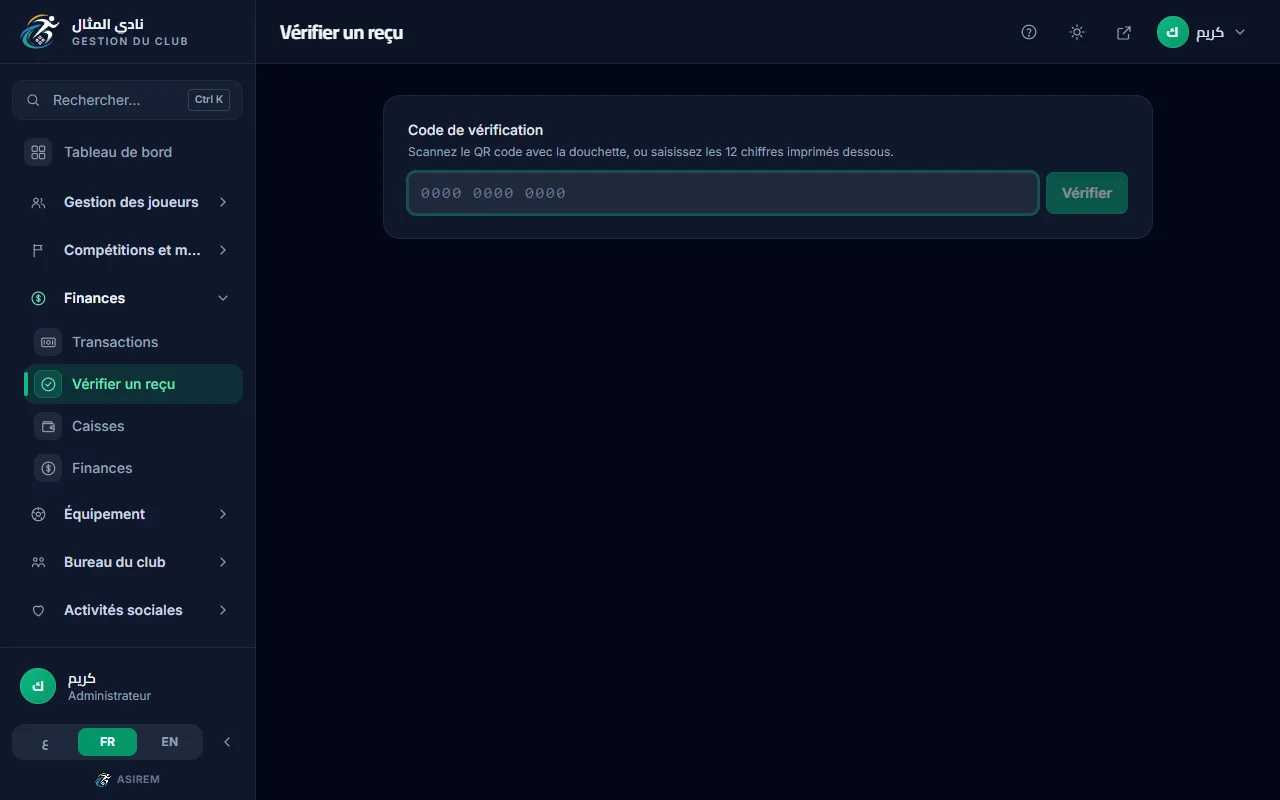 نادي المثال
GESTION DU CLUB
Rechercher...
Ctrl K
Tableau de bord
Gestion des joueurs
Compétitions et m...
Finances
Transactions
Vérifier un reçu
Caisses
Finances
Équipement
Bureau du club
Activités sociales
كريم
Administrateur
ع
FR
EN
ASIREM
Vérifier un reçu
ك
كريم
Code de vérification
Scannez le QR code avec la douchette, ou saisissez les 12 chiffres imprimés dessous.
0000 0000 0000
Vérifier
ك